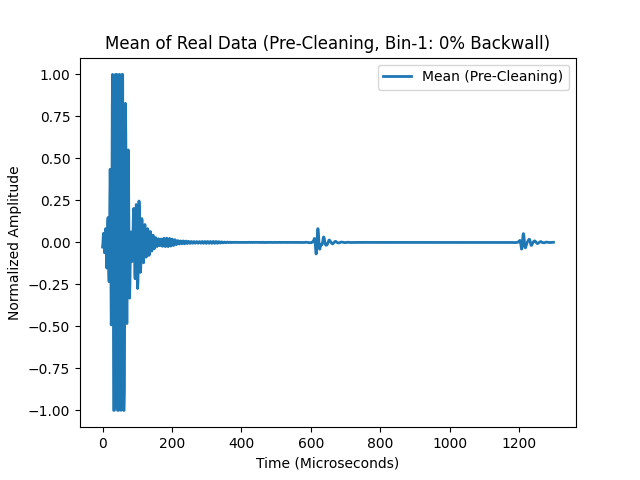 Mean of Real Data (Pre-Cleaning, Bin-1: 0% Backwall)
Mean (Pre-Cleaning)
1.00
0.75
0.50
0.25
0.00
−0.25
−0.50
−0.75
−1.00
Normalized Amplitude
0 200 400 600 800 1000 1200
Time (Microseconds)